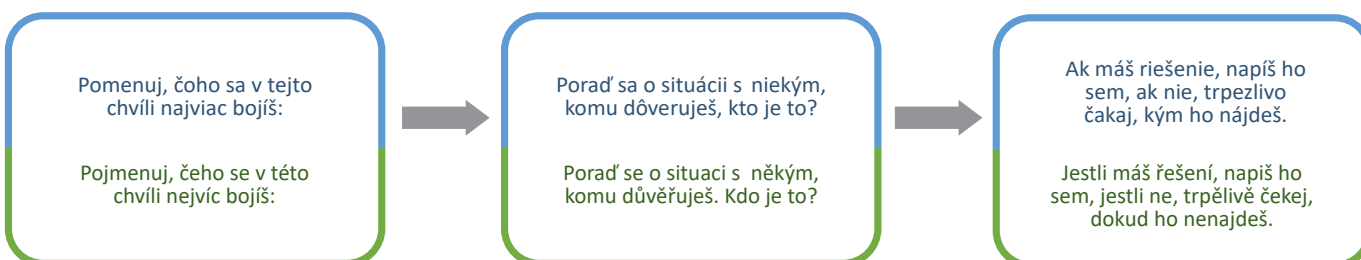 Pomenuj, čoho sa v tejto
chvíli najviac bojíš:
Pojmenuj, čeho se v této
chvíli nejvíc bojíš:
Poraď sa o situácii s niekým,
komu dôveruješ, kto je to?
Poraď se o situaci s někým,
komu důvěřuješ. Kdo je to?
Ak máš riešenie, napíš ho
sem, ak nie, trpezlivo
čakaj, kým ho nájdeš.
Jestli máš řešení, napiš ho
sem, jestli ne, trpělivě čekej,
dokud ho nenajdeš.